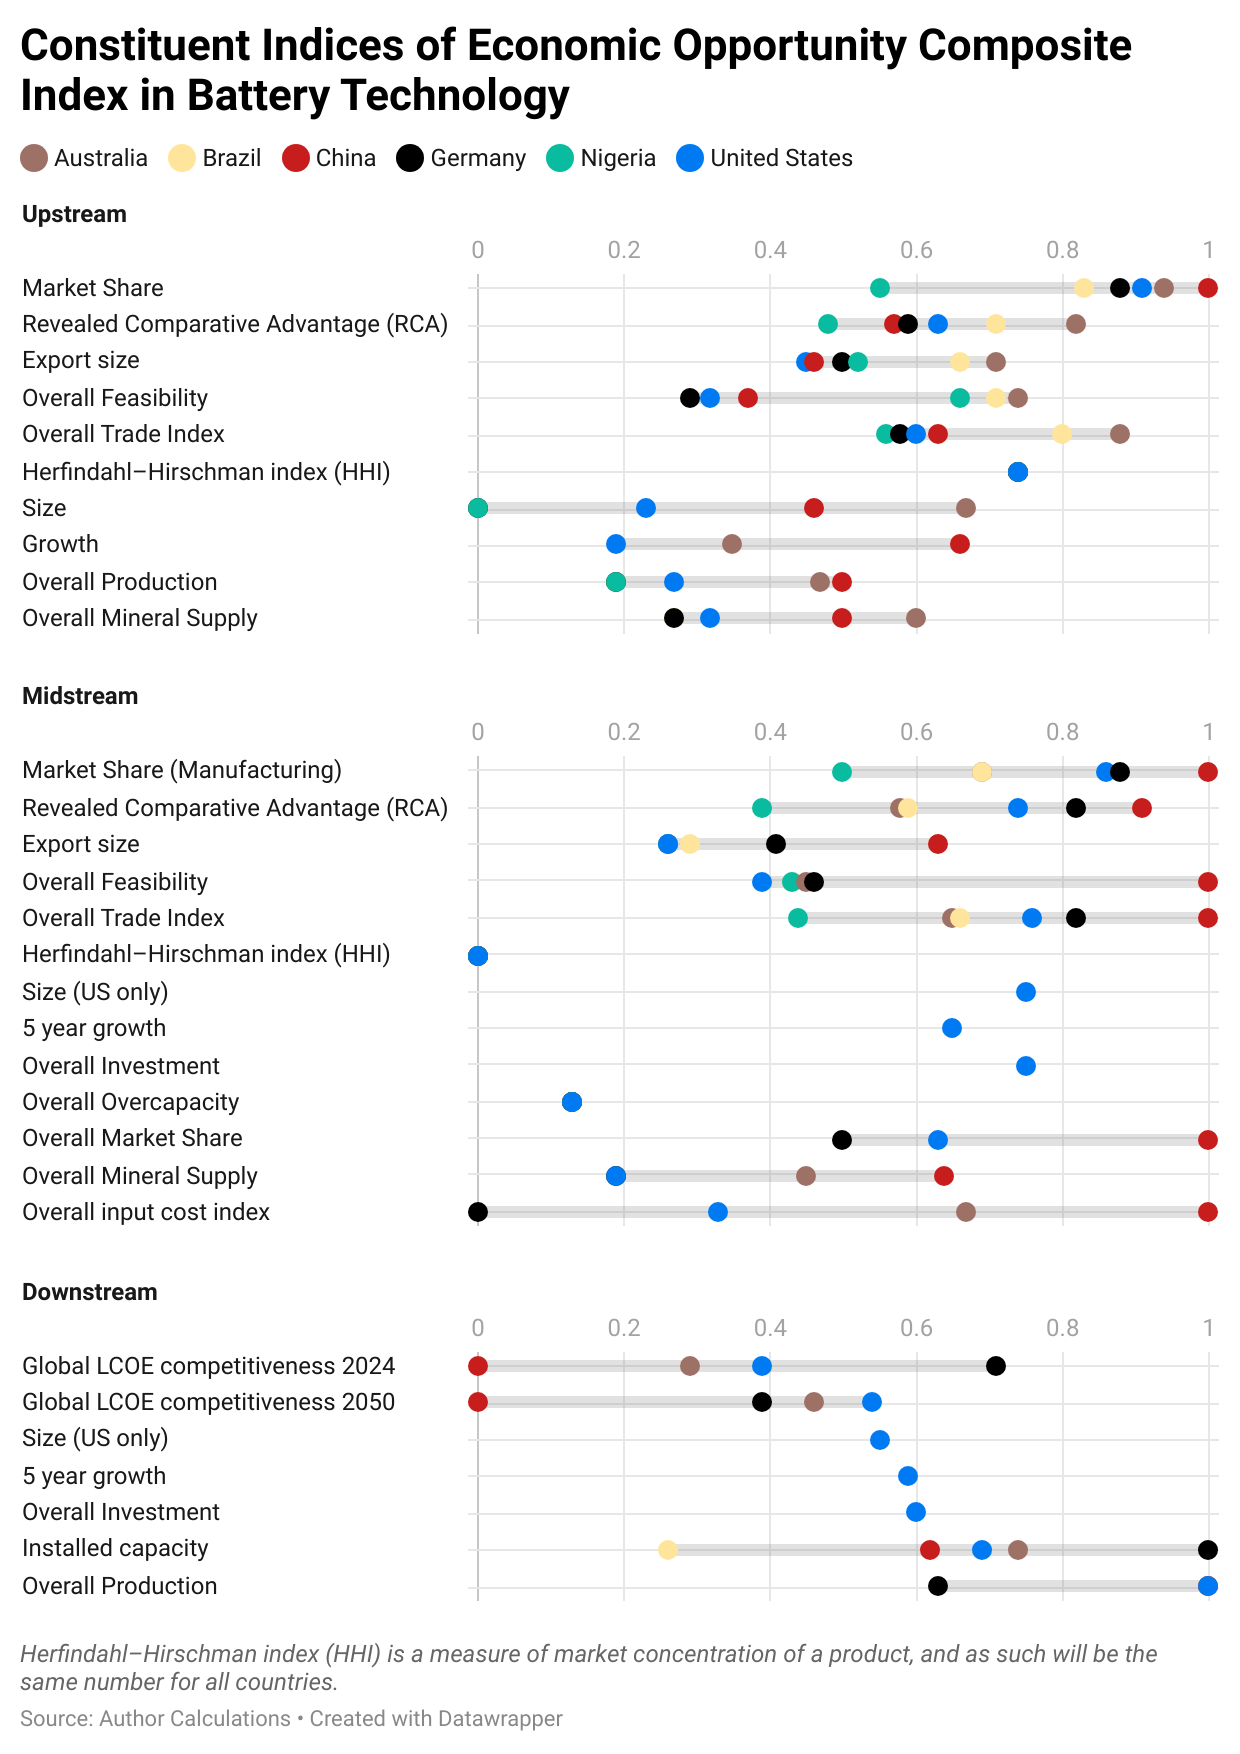 Constituent Indices of Economic Opportunity Composite
Index in Battery Technology
Australia Brazil China Germany Nigeria United States
Upstream
0 0.2 0.4 0.6 0.8 1
Market Share
Revealed Comparative Advantage (RCA)
Export size
Overall Feasibility
Overall Trade Index
Herfindahl–Hirschman index (HHI)
Size
Growth
Overall Production
Overall Mineral Supply
Midstream
0 0.2 0.4 0.6 0.8 1
Market Share (Manufacturing)
Revealed Comparative Advantage (RCA)
Export size
Overall Feasibility
Overall Trade Index
Herfindahl–Hirschman index (HHI)
Size (US only)
5 year growth
Overall Investment
Overall Overcapacity
Overall Market Share
Overall Mineral Supply
Overall input cost index
Downstream
0 0.2 0.4 0.6 0.8 1
Global LCOE competitiveness 2024
Global LCOE competitiveness 2050
Size (US only)
5 year growth
Overall Investment
Installed capacity
Overall Production
Herfindahl–Hirschman index (HHI) is a measure of market concentration of a product, and as such will be the
same number for all countries.
Source: Author Calculations • Created with Datawrapper